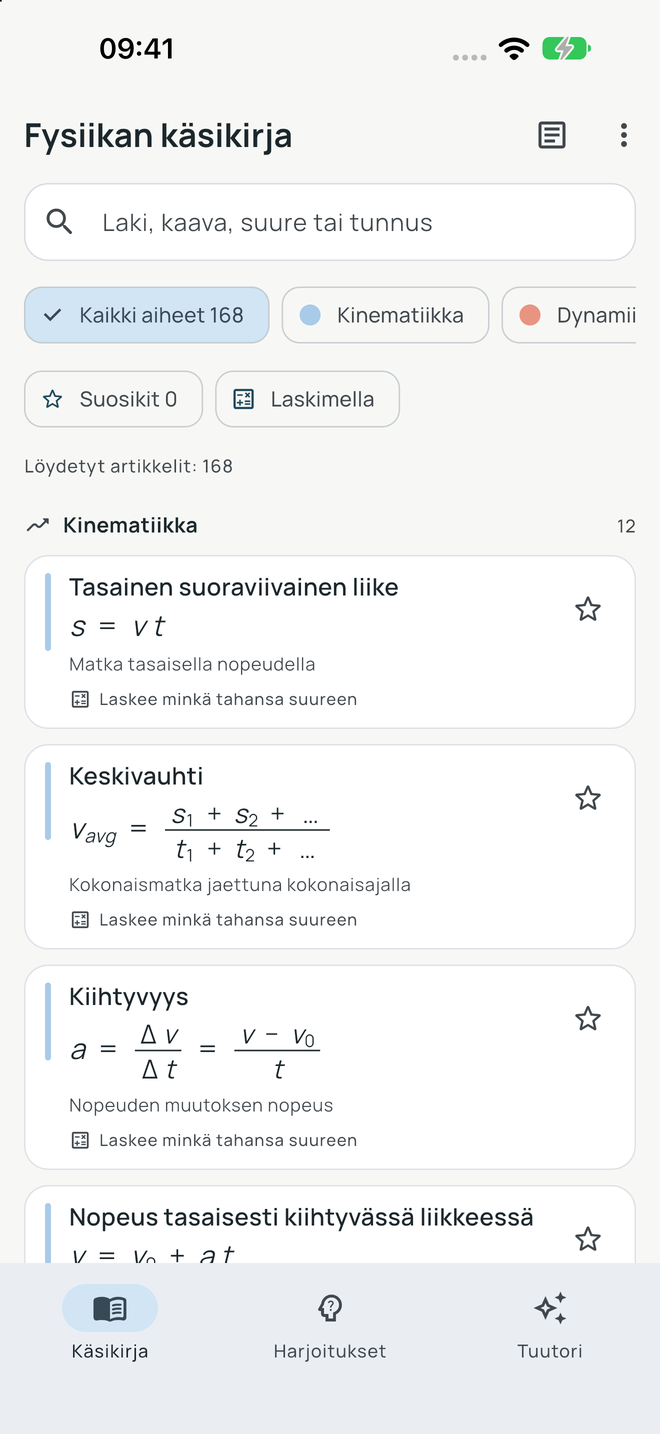 09:41
Fysiikan käsikirja
Laki, kaava, suure tai tunnus
Kaikki aiheet 168
Kinematiikka
Dynamii
Suosikit 0
Laskimella
Löydetyt artikkelit: 168
Kinematiikka 12
Tasainen suoraviivainen liike
s = v t
Matka tasaisella nopeudella
Laskee minkä tahansa suureen
Keskivauhti
v_avg = (s₁ + s₂ + ...) / (t₁ + t₂ + ...)
Kokonaismatka jaettuna kokonaisajalla
Laskee minkä tahansa suureen
Kiihtyvyys
a = Δ v / Δ t = (v − v₀) / t
Nopeuden muutoksen nopeus
Laskee minkä tahansa suureen
Nopeus tasaisesti kiihtyvässä liikkeessä
v = v₀ + a t
Käsikirja
Harjoitukset
Tuutori